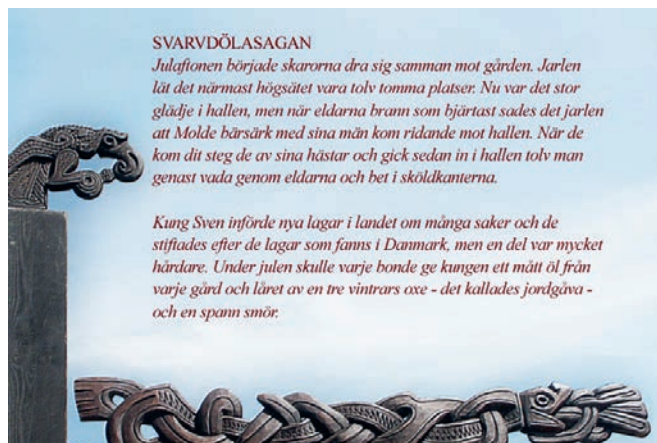 SVARVDÖLASAGAN
Julaftonen började skarorna dra sig samman mot gården. Jarlen
lät det närmast högsätet vara tolv tomma platser. Nu var det stor
glädje i hallen, men när eldarna brann som bjärtast sades det jarlen
att Molde bärsärk med sina män kom ridande mot hallen. När de
kom dit steg de av sina hästar och gick sedan in i hallen tolv man
genast vada genom eldarna och bet i sköldkanterna.

Kung Sven införde nya lagar i landet om många saker och de
stiftades efter de lagar som fanns i Danmark, men en del var mycket
hårdare. Under julen skulle varje bonde ge kungen ett mått öl från
varje gård och låret av en tre vintrars oxe - det kallades jordgåva -
och en spann smör.